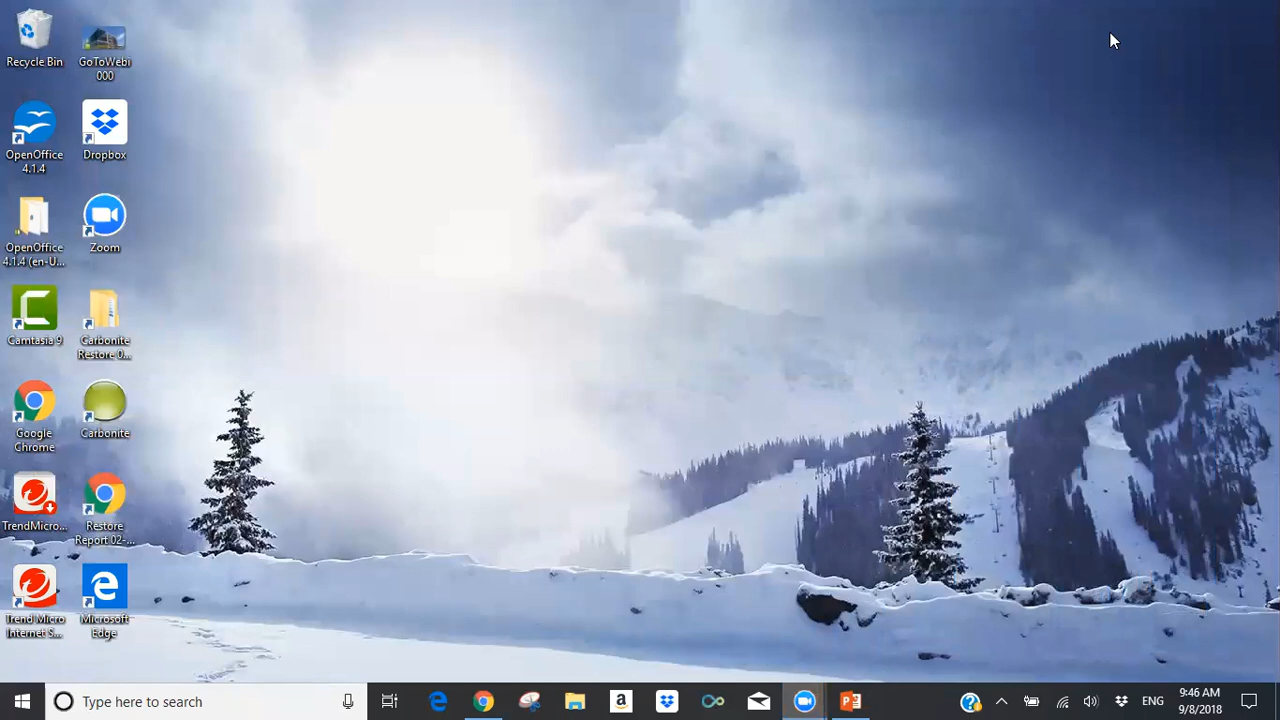 Recycle Bin
GoToWebi
000
OpenOffice
4.1.4
Dropbox
OpenOffice
4.1.4 (en-U...
Zoom
Camtasia 9
Carbonite
Restore 0...
Google
Chrome
Carbonite
TrendMicro...
Restore
Report 02-...
Trend Micro
Internet S...
Microsoft
Edge
Type here to search
ENG
9:46 AM
9/8/2018